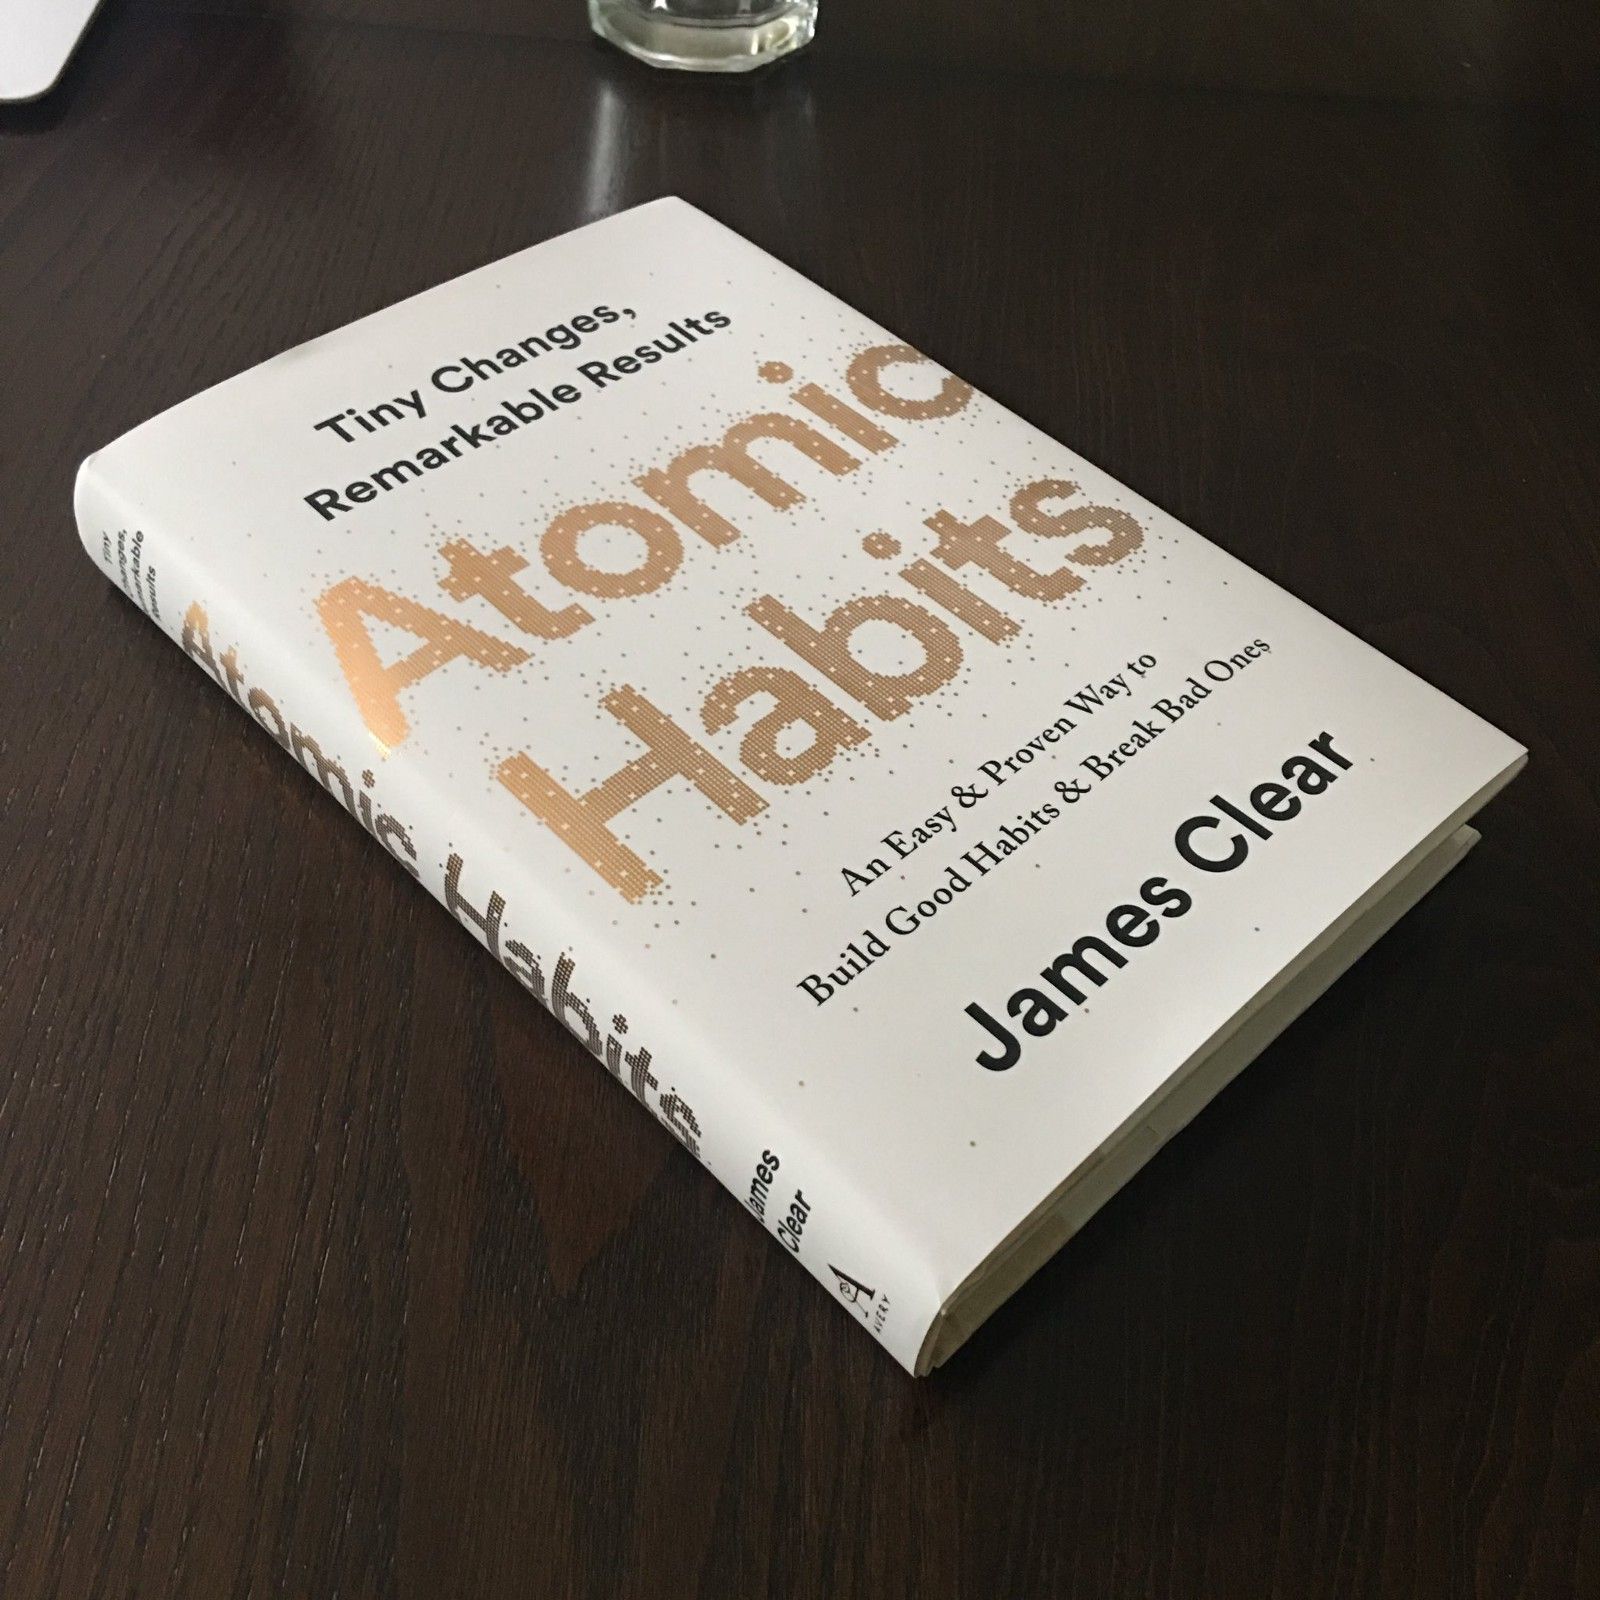 Tiny Changes,
Remarkable Results
Atomic
Habits
An Easy & Proven Way to
Build Good Habits & Break Bad Ones
James Clear
Tiny
Changes,
Remarkable
Results
Atomic Habits
James
Clear
A
AVERY